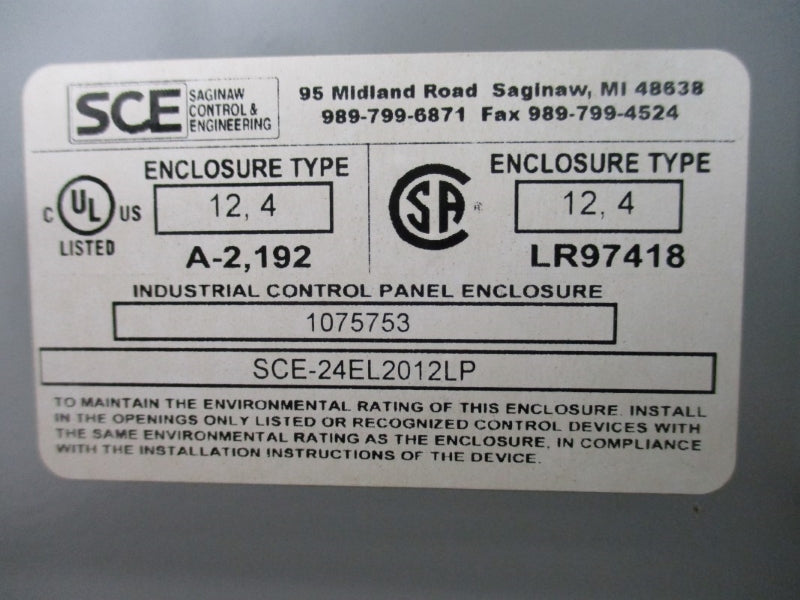 SCE SAGINAW CONTROL & ENGINEERING
95 Midland Road Saginaw, MI 48638
989-799-6871 Fax 989-799-4524
C UL US LISTED
ENCLOSURE TYPE
12, 4
A-2,192
CSA ®
ENCLOSURE TYPE
12, 4
LR97418
INDUSTRIAL CONTROL PANEL ENCLOSURE
1075753
SCE-24EL2012LP
TO MAINTAIN THE ENVIRONMENTAL RATING OF THIS ENCLOSURE. INSTALL
IN THE OPENINGS ONLY LISTED OR RECOGNIZED CONTROL DEVICES WITH
THE SAME ENVIRONMENTAL RATING AS THE ENCLOSURE, IN COMPLIANCE
WITH THE INSTALLATION INSTRUCTIONS OF THE DEVICE.